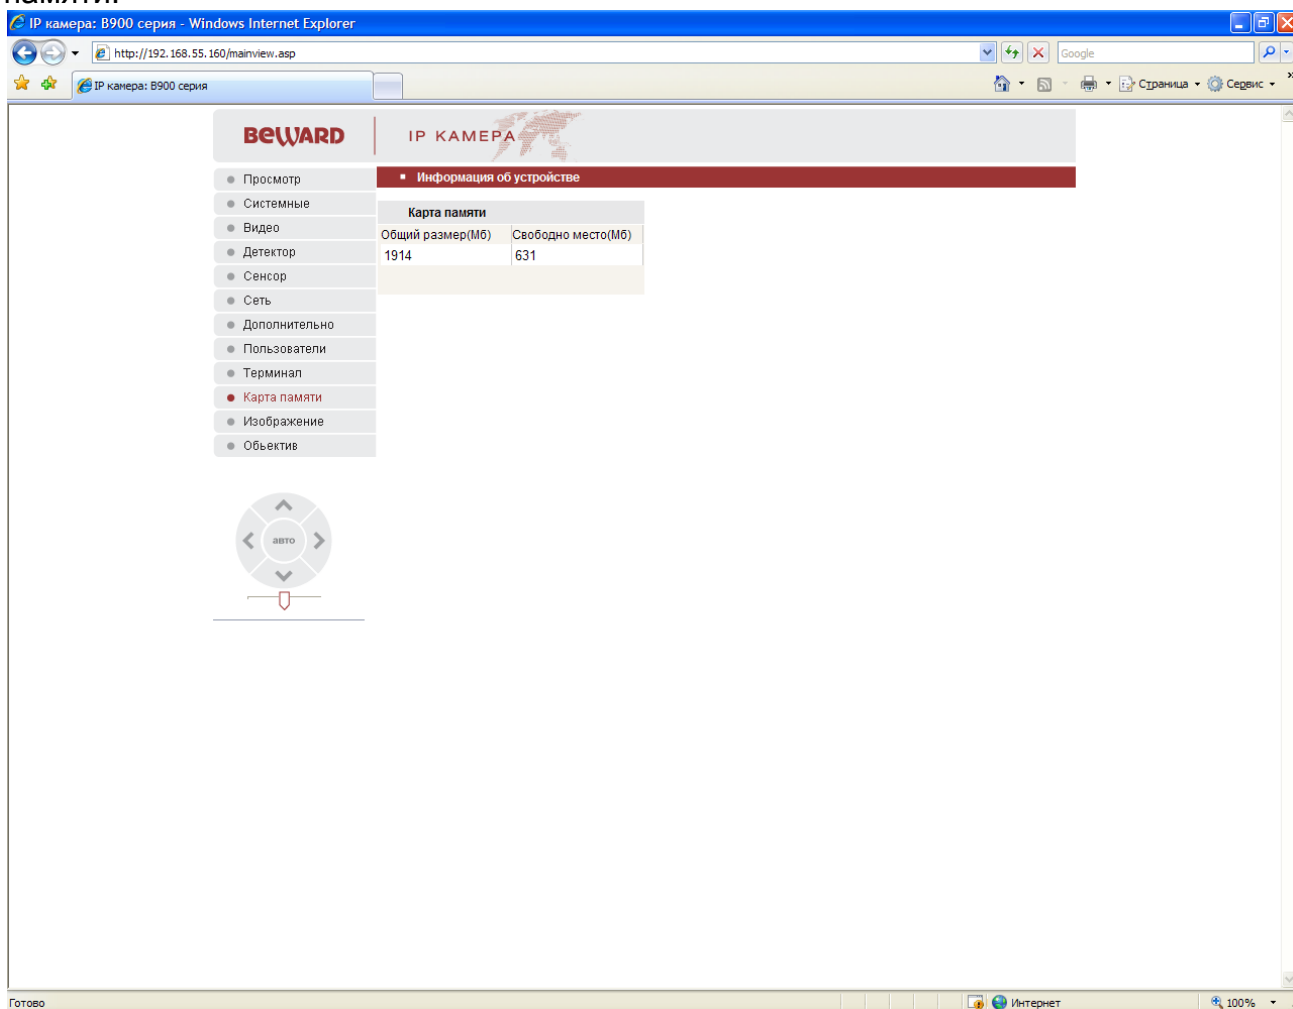 памяти.
IP камера: B900 серия - Windows Internet Explorer
http://192.168.55.160/mainview.asp
Google
IP камера: B900 серия
Страница
Сервис
BEWARD
IP КАМЕРА
Просмотр
Информация об устройстве
Системные
Карта памяти
Видео
Общий размер(Мб) Свободно место(Мб)
Детектор
1914 631
Сенсор
Сеть
Дополнительно
Пользователи
Терминал
Карта памяти
Изображение
Обьектив
авто
Готово
Интернет
100%